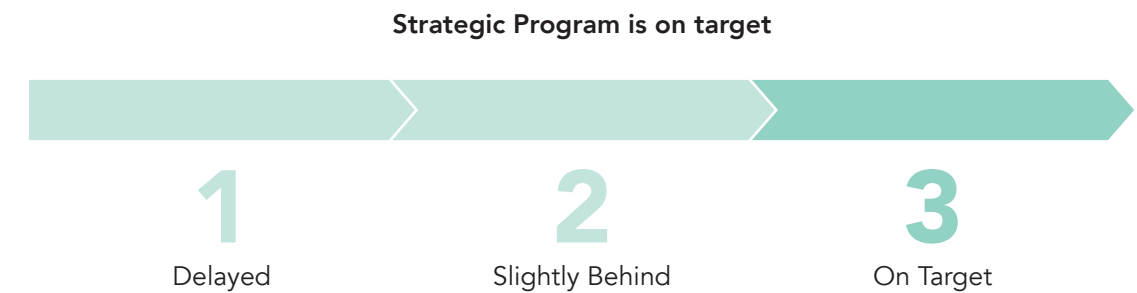 Strategic Program is on target
1
2
3
Delayed
Slightly Behind
On Target